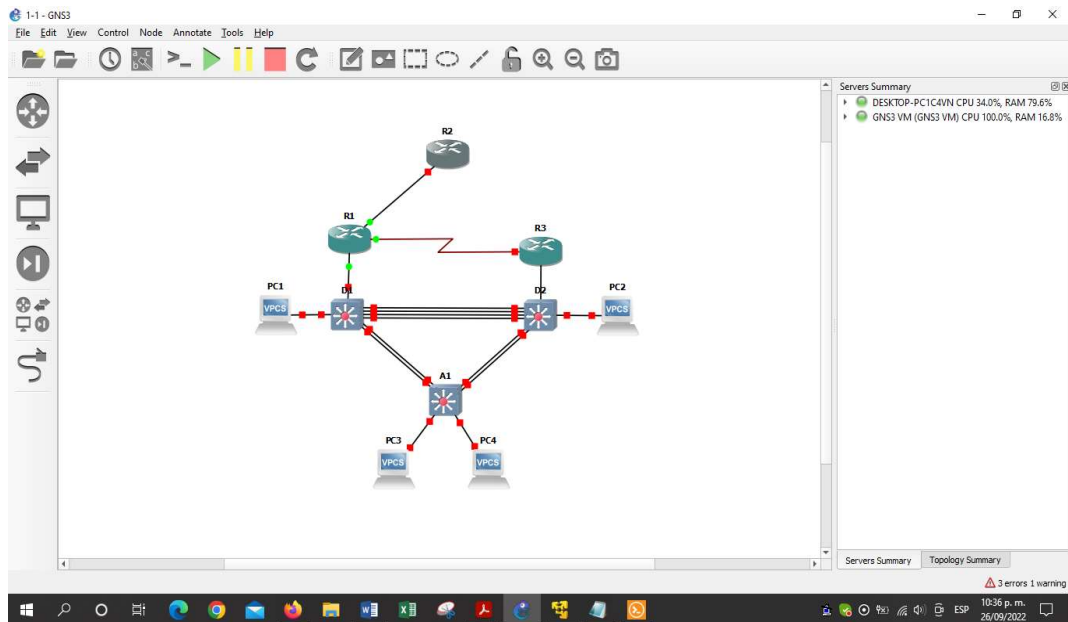 1-1 - GNS3
File Edit View Control Node Annotate Tools Help
Servers Summary
DESKTOP-PC1C4VN CPU 34.0%, RAM 79.6%
GNS3 VM (GNS3 VM) CPU 100.0%, RAM 16.8%
R2
R1
R3
PC1
D1
D2
PC2
VPCS
VPCS
A1
PC3
PC4
VPCS
VPCS
Servers Summary
Topology Summary
3 errors 1 warning
ESP
10:36 p. m.
26/09/2022